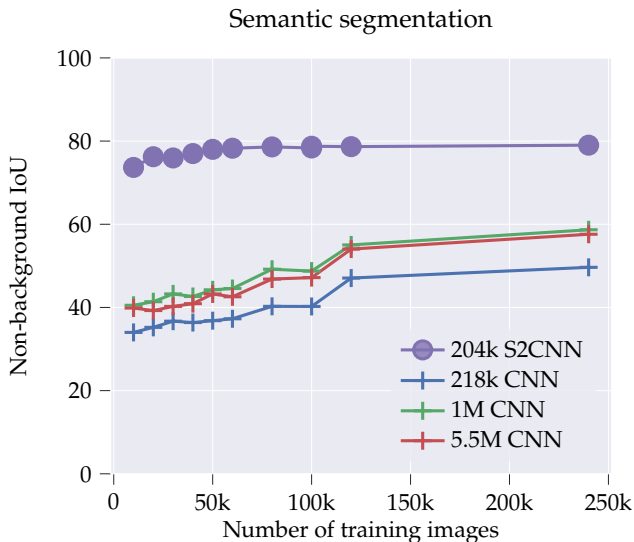 Semantic segmentation
Non-background IoU
100
80
60
40
20
0
0
50k
100k
150k
200k
250k
Number of training images
204k S2CNN
218k CNN
1M CNN
5.5M CNN